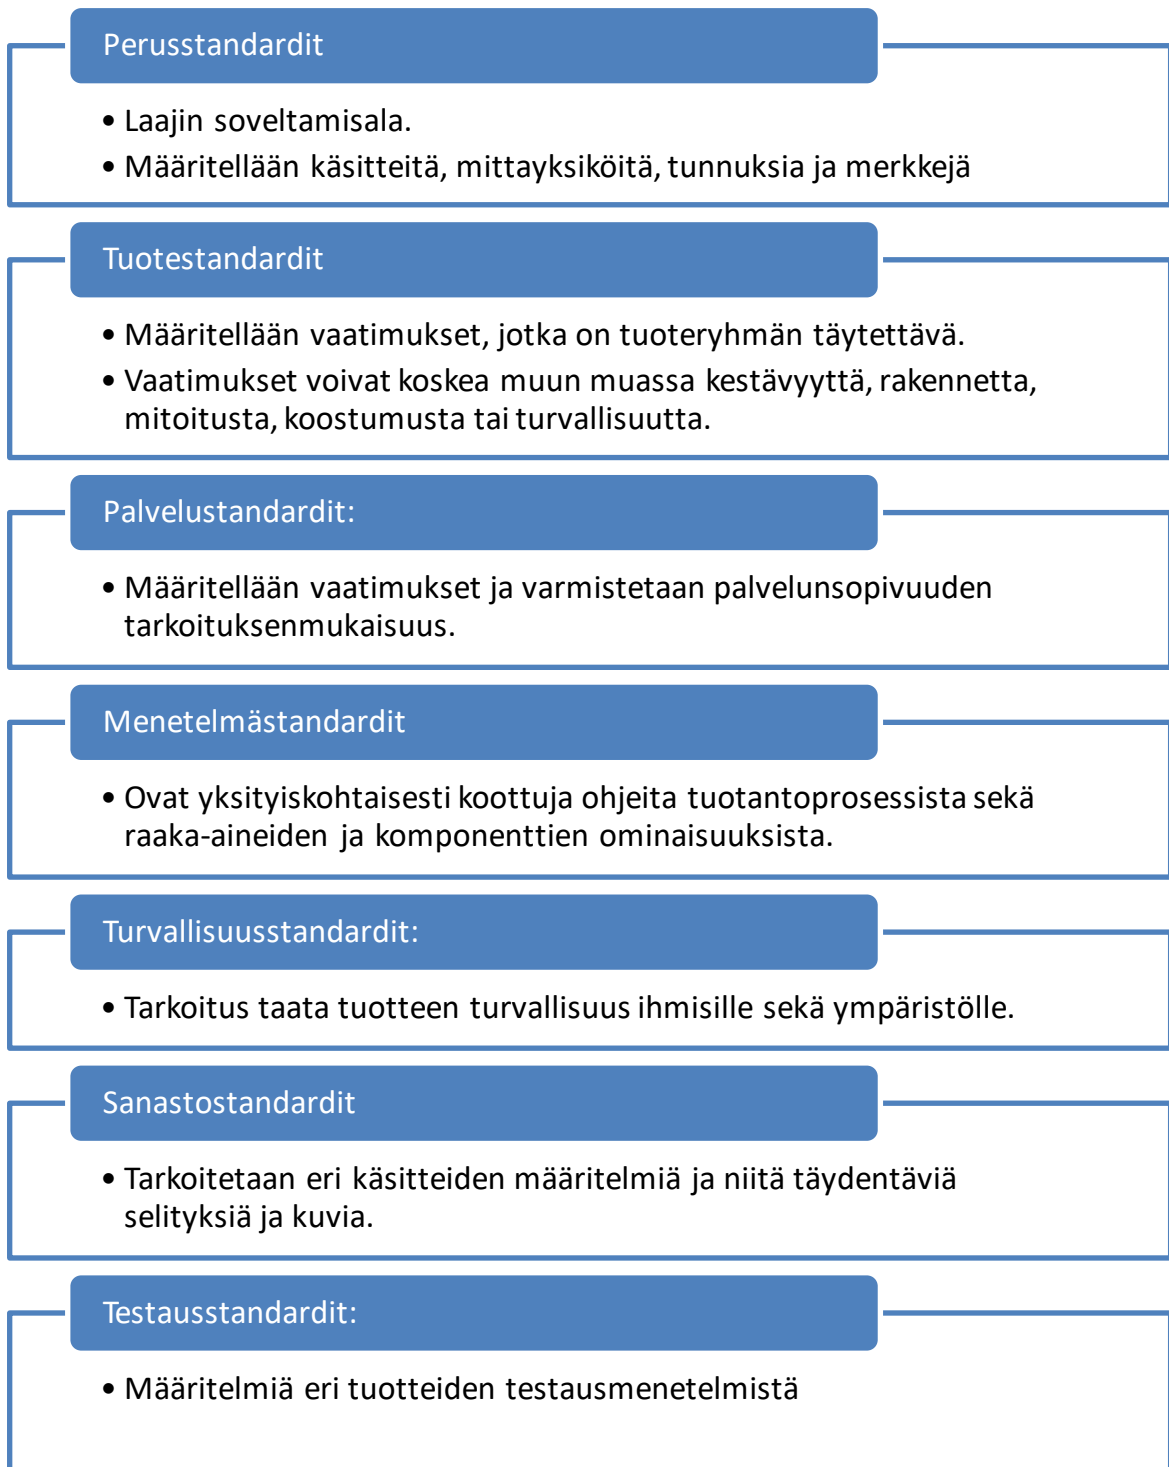 Perusstandardit
• Laajin soveltamisala.
• Määritellään käsitteitä, mittayksiköitä, tunnuksia ja merkkejä
Tuotestandardit
• Määritellään vaatimukset, jotka on tuoteryhmän täytettävä.
• Vaatimukset voivat koskea muun muassa kestävyyttä, rakennetta,
mitoitusta, koostumusta tai turvallisuutta.
Palvelustandardit:
• Määritellään vaatimukset ja varmistetaan palvelunsopivuuden
tarkoituksenmukaisuus.
Menetelmästandardit
• Ovat yksityiskohtaisesti koottuja ohjeita tuotantoprosessista sekä
raaka-aineiden ja komponenttien ominaisuuksista.
Turvallisuusstandardit:
• Tarkoitus taata tuotteen turvallisuus ihmisille sekä ympäristölle.
Sanastostandardit
• Tarkoitetaan eri käsitteiden määritelmiä ja niitä täydentäviä
selityksiä ja kuvia.
Testausstandardit:
• Määritelmiä eri tuotteiden testausmenetelmistä